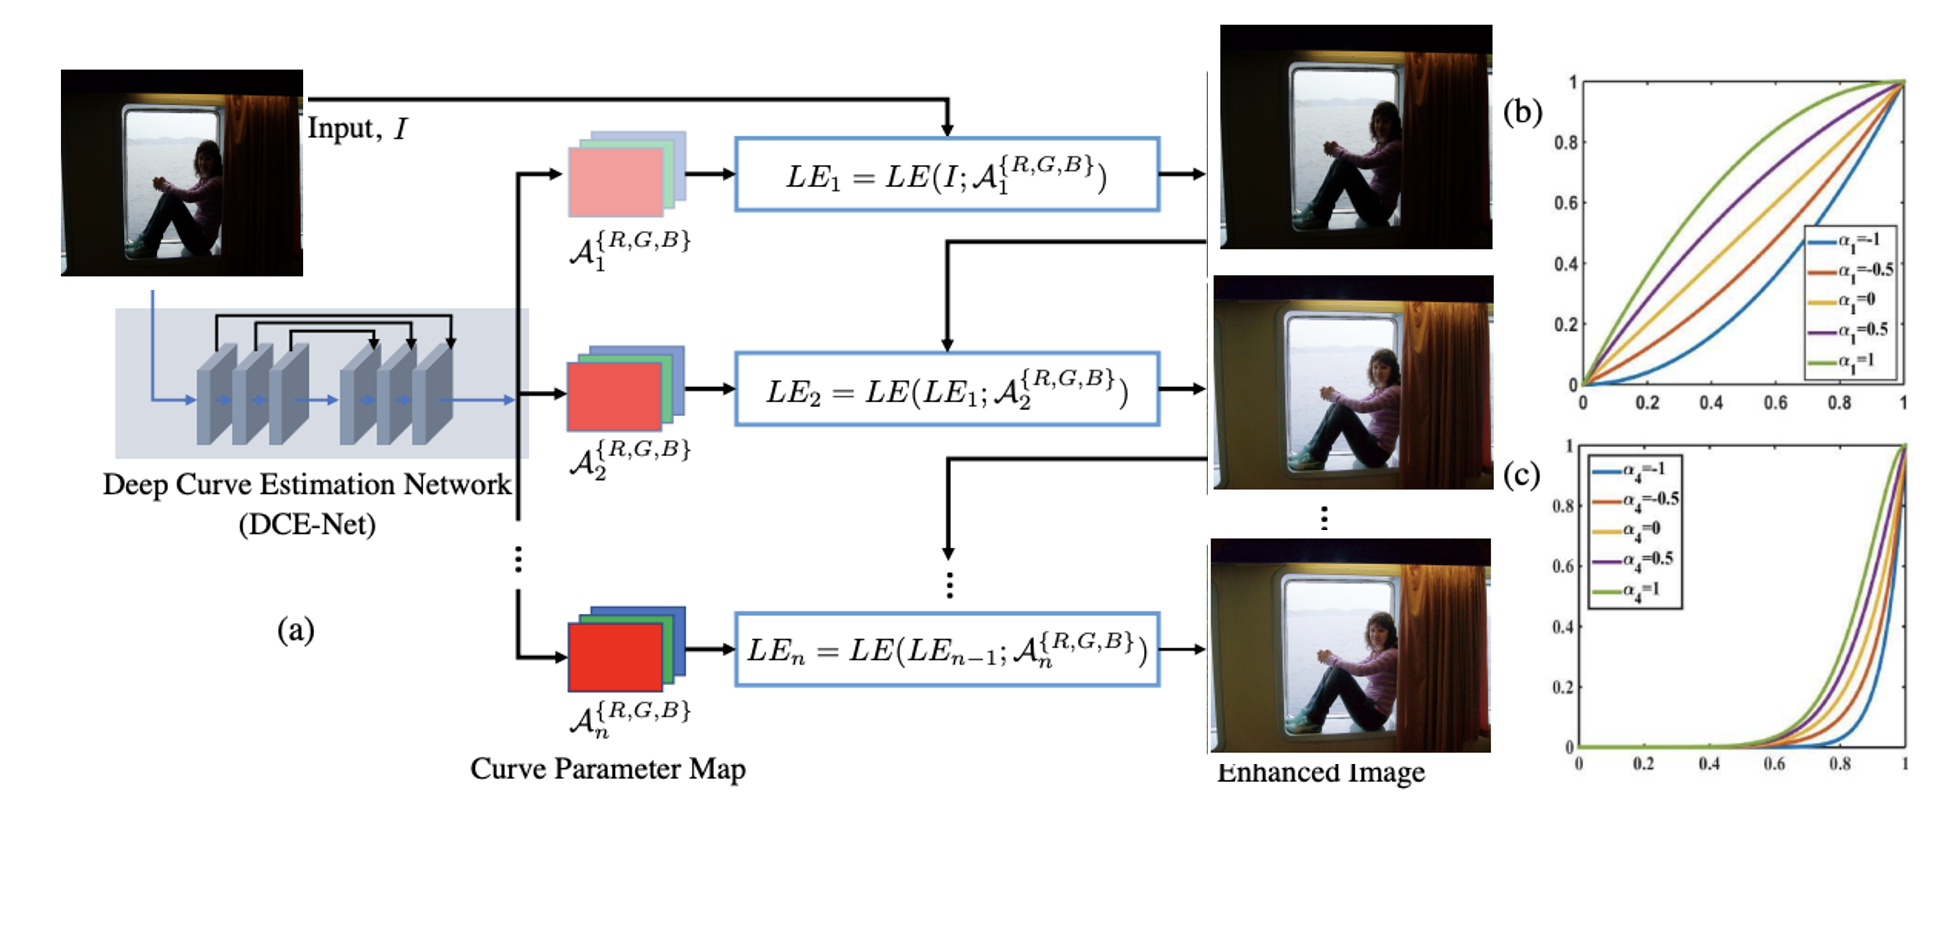 Input, I
LE₁ = LE(I; 𝒜₁^{R,G,B})
𝒜₁^{R,G,B}
LE₂ = LE(LE₁; 𝒜₂^{R,G,B})
𝒜₂^{R,G,B}
Deep Curve Estimation Network
(DCE-Net)
⋮
⋮
⋮
(a)
LEₙ = LE(LEₙ₋₁; 𝒜ₙ^{R,G,B})
𝒜ₙ^{R,G,B}
Curve Parameter Map
Enhanced Image
(b)
1
0.8
0.6
0.4
0.2
0
0 0.2 0.4 0.6 0.8 1
α₁=-1
α₁=-0.5
α₁=0
α₁=0.5
α₁=1
(c)
1
0.8
0.6
0.4
0.2
0
0 0.2 0.4 0.6 0.8 1
α₄=-1
α₄=-0.5
α₄=0
α₄=0.5
α₄=1